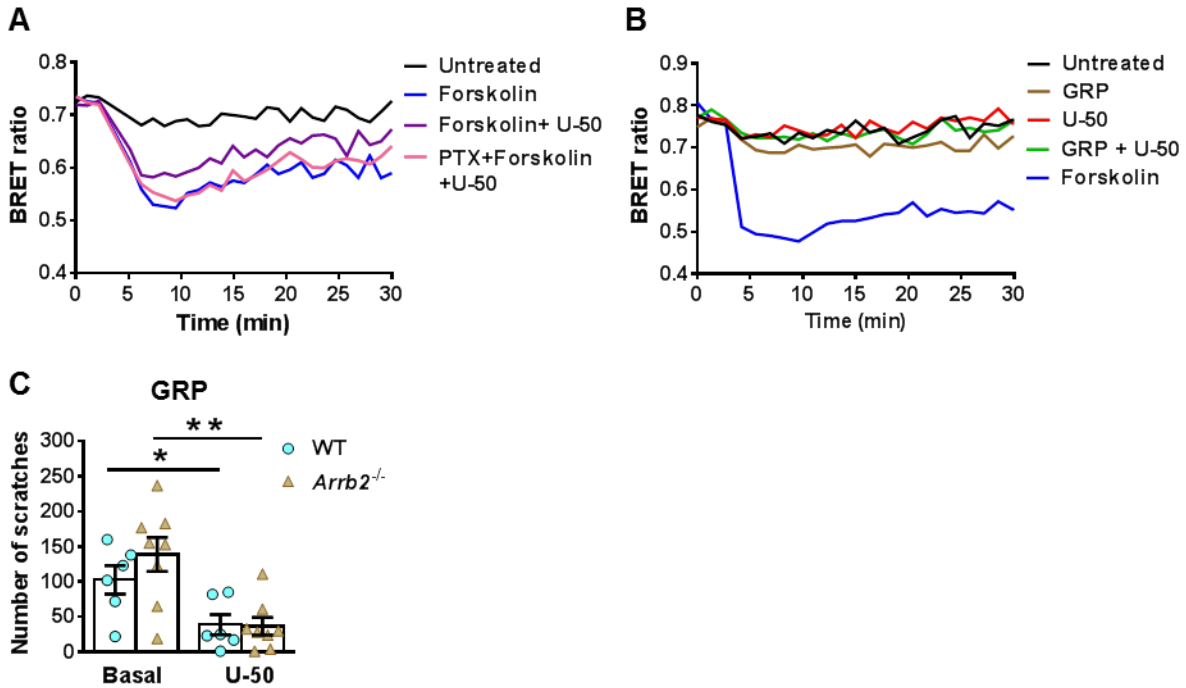 A
BRET ratio
0.8
0.7
0.6
0.5
0.4
0
5
10
15
20
25
30
Time (min)
Untreated
Forskolin
Forskolin+ U-50
PTX+Forskolin
+U-50
B
BRET ratio
0.9
0.8
0.7
0.6
0.5
0.4
0
5
10
15
20
25
30
Time (min)
Untreated
GRP
U-50
GRP + U-50
Forskolin
C
GRP
Number of scratches
300
250
200
150
100
50
0
*
**
Basal
U-50
WT
Arrb2-/-